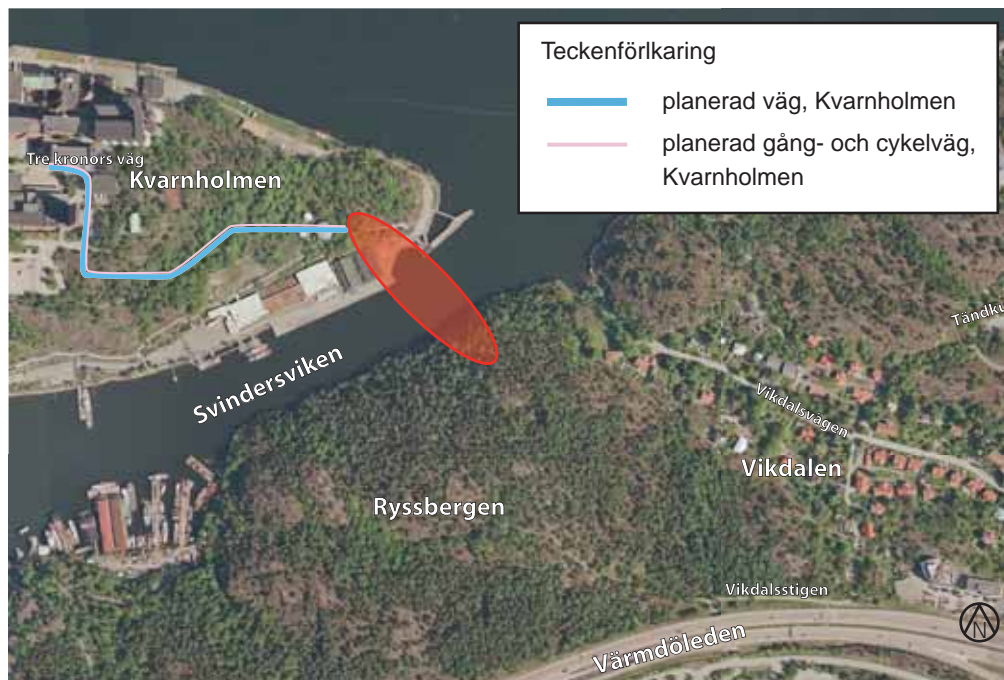 Teckenförlkaring
planerad väg, Kvarnholmen
planerad gång- och cykelväg,
Kvarnholmen
Tre kronors väg
Kvarnholmen
Svindersviken
Tändku
Vikdalsvägen
Vikdalen
Ryssbergen
Vikdalsstigen
Värmdöleden
N